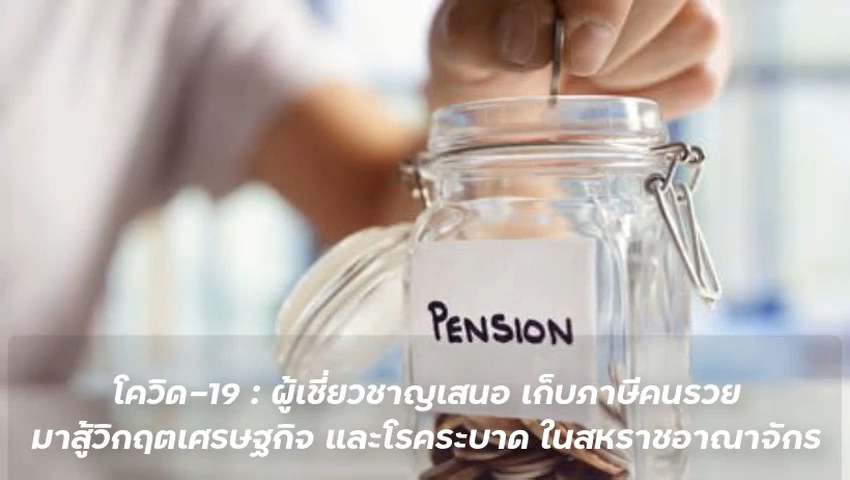 PENSION
โควิด-19 : ผู้เชี่ยวชาญเสนอ เก็บภาษีคนรวย
มาสู้วิกฤตเศรษฐกิจ และโรคระบาด ในสหราชอาณาจักร